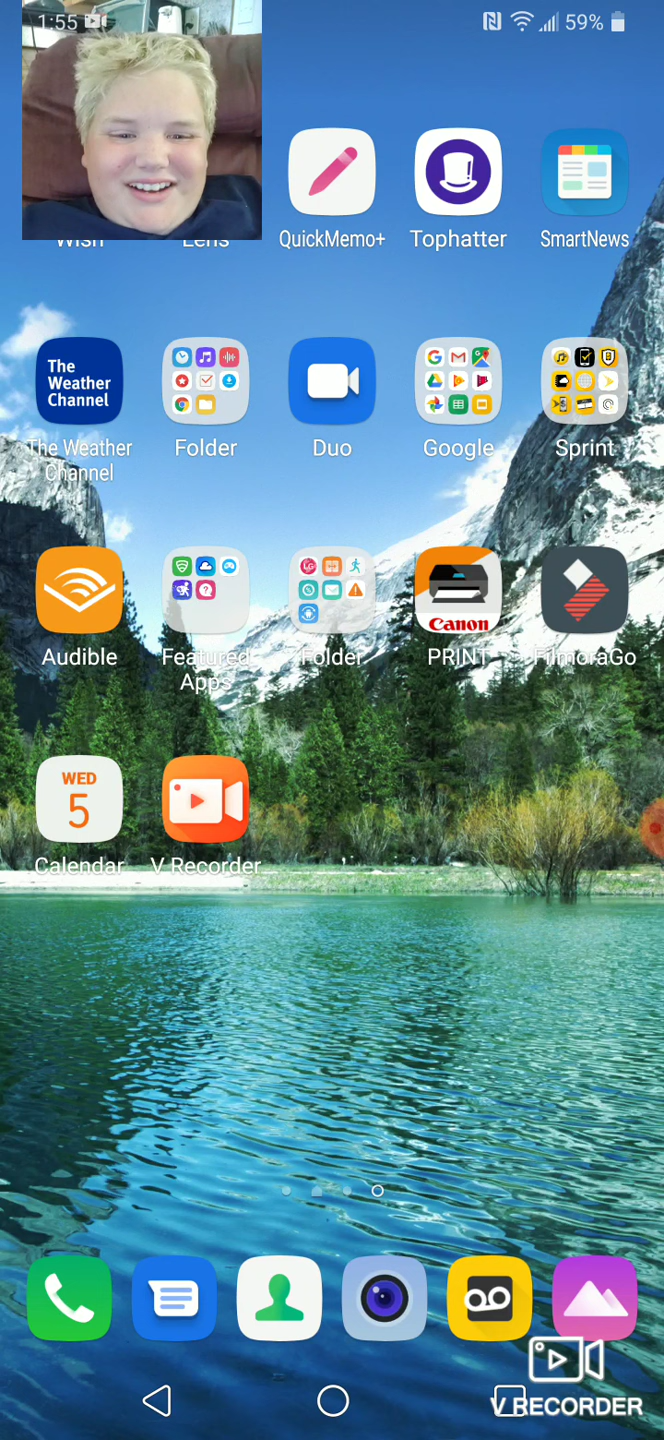 1:55
59%
Wish Lens QuickMemo+ Tophatter SmartNews
The
Weather
Channel
The Weather
Channel
Folder Duo Google Sprint
Canon
Audible Featured
Apps
Folder PRINT FilmoraGo
WED
5
Calendar V Recorder
V RECORDER